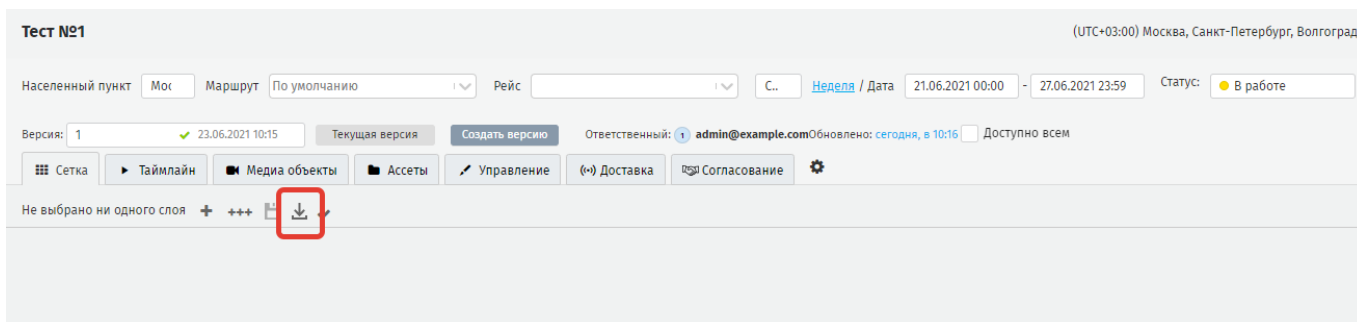 Тест №1 (UTC+03:00) Москва, Санкт-Петербург, Волгоград
Населенный пункт Мос Маршрут По умолчанию Рейс С.. Неделя / Дата 21.06.2021 00:00 - 27.06.2021 23:59 Статус: В работе
Версия: 1 23.06.2021 10:15 Текущая версия Создать версию Ответственный: 1 admin@example.comОбновлено: сегодня, в 10:16 Доступно всем
Сетка Таймлайн Медиа объекты Ассеты Управление Доставка Согласование
Не выбрано ни одного слоя + +++